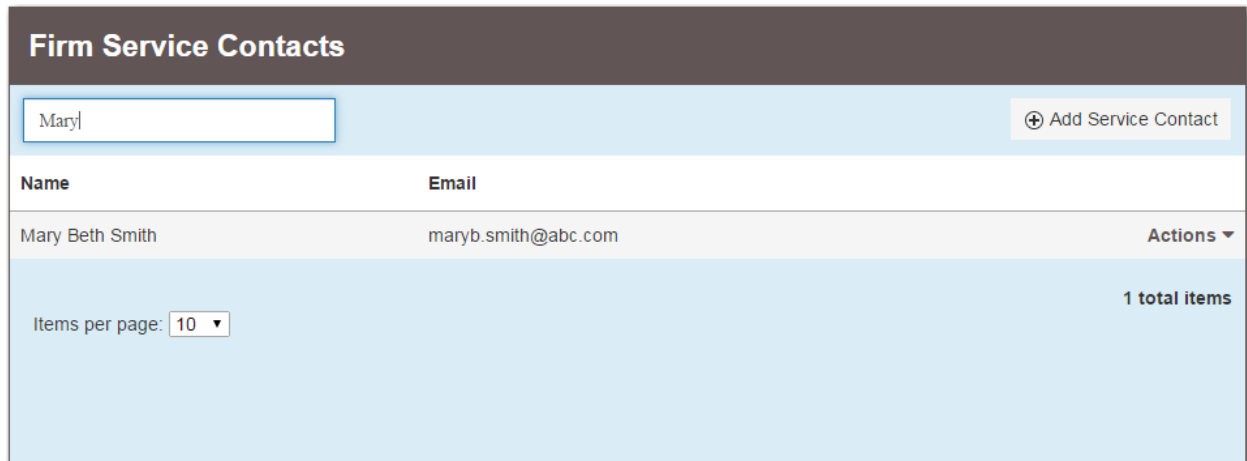 Firm Service Contacts
Mary
Add Service Contact
Name Email
Mary Beth Smith maryb.smith@abc.com Actions
1 total items
Items per page: 10